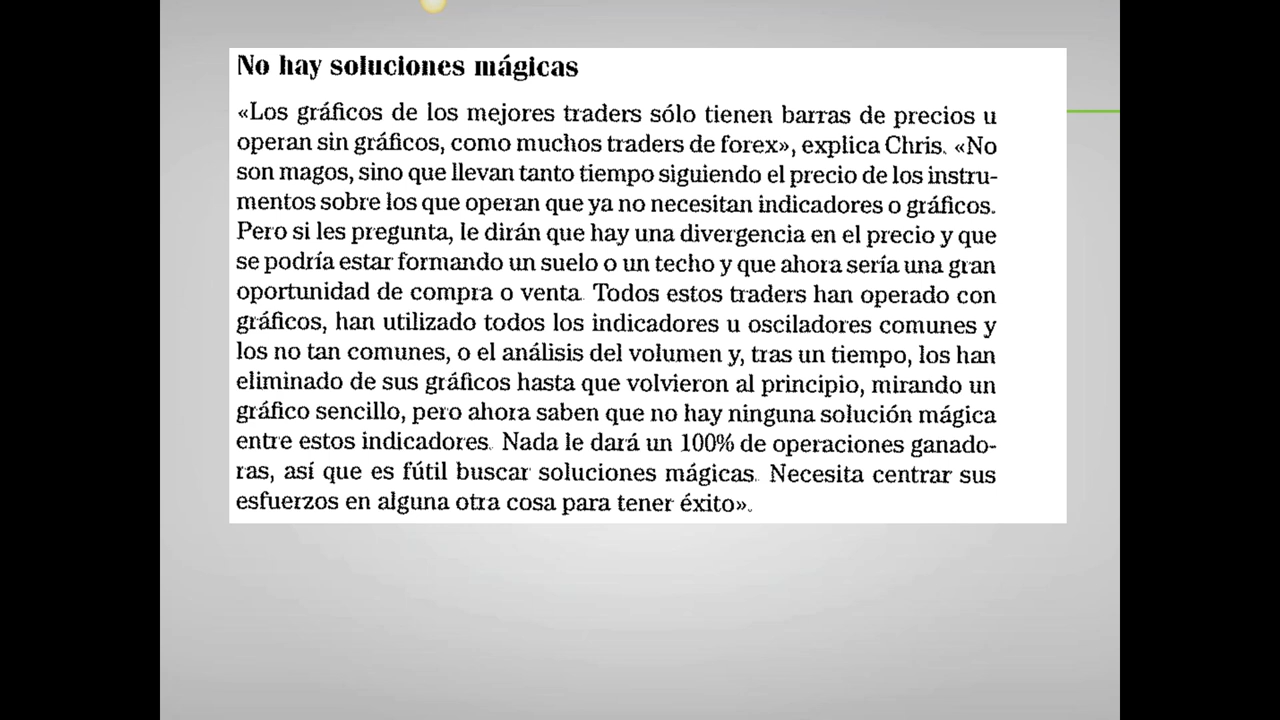 No hay soluciones mágicas
«Los gráficos de los mejores traders sólo tienen barras de precios u
operan sin gráficos, como muchos traders de forex», explica Chris. «No
son magos, sino que llevan tanto tiempo siguiendo el precio de los instru-
mentos sobre los que operan que ya no necesitan indicadores o gráficos.
Pero si les pregunta, le dirán que hay una divergencia en el precio y que
se podría estar formando un suelo o un techo y que ahora sería una gran
oportunidad de compra o venta. Todos estos traders han operado con
gráficos, han utilizado todos los indicadores u osciladores comunes y
los no tan comunes, o el análisis del volumen y, tras un tiempo, los han
eliminado de sus gráficos hasta que volvieron al principio, mirando un
gráfico sencillo, pero ahora saben que no hay ninguna solución mágica
entre estos indicadores. Nada le dará un 100% de operaciones ganado-
ras, así que es fútil buscar soluciones mágicas. Necesita centrar sus
esfuerzos en alguna otra cosa para tener éxito».